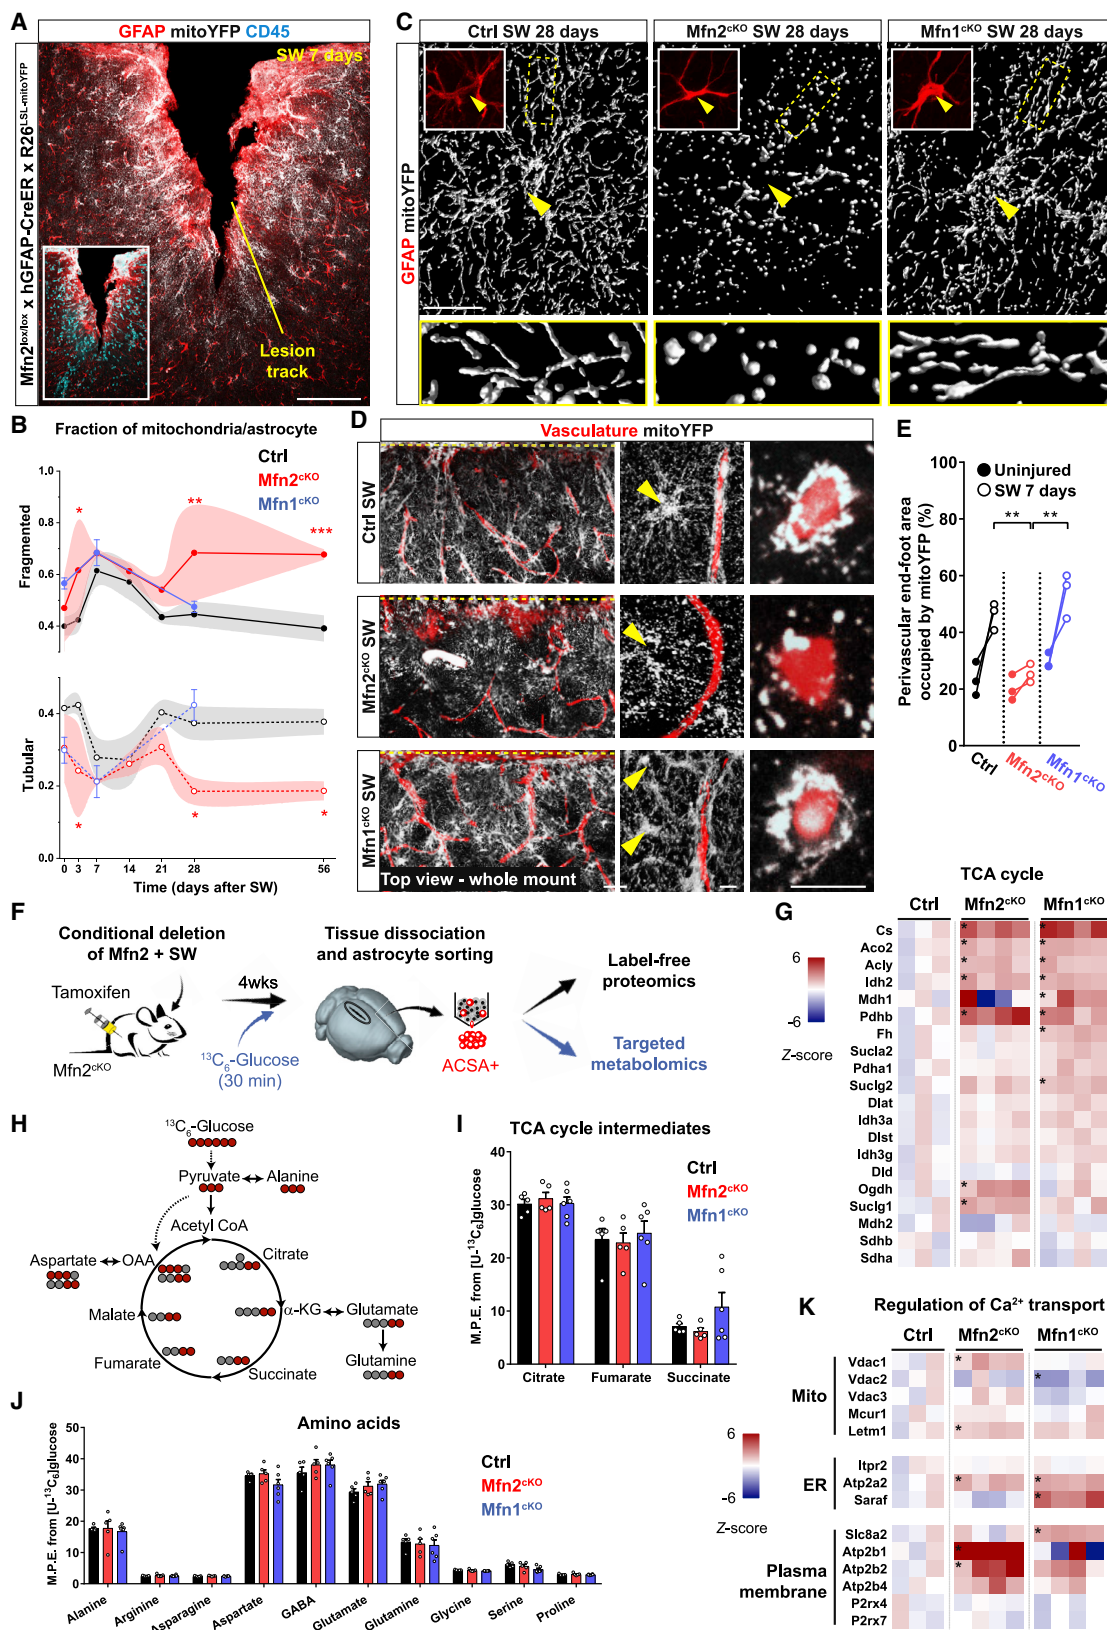 A
GFAP mitoYFP CD45
SW 7 days
Mfn2lox/lox x hGFAP-CreER x R26LSL-mitoYFP
Lesion
track
B
Fraction of mitochondria/astrocyte
Ctrl
Mfn2cKO
Mfn1cKO
Fragmented
1.0
0.8
0.6
0.4
*
**
***
Tubular
0.4
0.2
0.0
*
*
*
0 3 7 14 21 28 56
Time (days after SW)
C
Ctrl SW 28 days
Mfn2cKO SW 28 days
Mfn1cKO SW 28 days
GFAP mitoYFP
D
Vasculature mitoYFP
Ctrl SW
Mfn2cKO SW
Mfn1cKO SW
Top view - whole mount
E
Perivascular end-foot area
occupied by mitoYFP (%)
100
80
60
40
20
0
Uninjured
SW 7 days
** **
Ctrl
Mfn2cKO
Mfn1cKO
F
Conditional deletion
of Mfn2 + SW
Tamoxifen
Mfn2cKO
4wks
13C6-Glucose
(30 min)
Tissue dissociation
and astrocyte sorting
ACSA+
Label-free
proteomics
Targeted
metabolomics
G
TCA cycle
Ctrl Mfn2cKO Mfn1cKO
6
-6
Z-score
Cs * *
Aco2 * *
Acly * *
Idh2 * *
Mdh1 *
Pdhb * *
Fh *
Sucla2
Pdha1
Suclg2 *
Dlat
Idh3a
Dlst
Idh3g
Dld
Ogdh *
Suclg1 *
Mdh2
Sdhb
Sdha
H
13C6-Glucose
Pyruvate
Alanine
Acetyl CoA
Aspartate
OAA
Citrate
Malate
α-KG
Glutamate
Fumarate
Succinate
Glutamine
I
TCA cycle intermediates
Ctrl
Mfn2cKO
Mfn1cKO
M.P.E. from [U-13C6]glucose
40
30
20
10
0
Citrate Fumarate Succinate
J
Amino acids
Ctrl
Mfn2cKO
Mfn1cKO
M.P.E. from [U-13C6]glucose
50
40
30
20
10
0
Alanine
Arginine
Asparagine
Aspartate
GABA
Glutamate
Glutamine
Glycine
Serine
Proline
K
Regulation of Ca2+ transport
Ctrl Mfn2cKO Mfn1cKO
6
-6
Z-score
Mito
Vdac1 *
Vdac2 *
Vdac3
Mcur1
Letm1 *
ER
Itpr2
Atp2a2 * *
Saraf *
Plasma
membrane
Slc8a2 *
Atp2b1 *
Atp2b2 *
Atp2b4
P2rx4
P2rx7